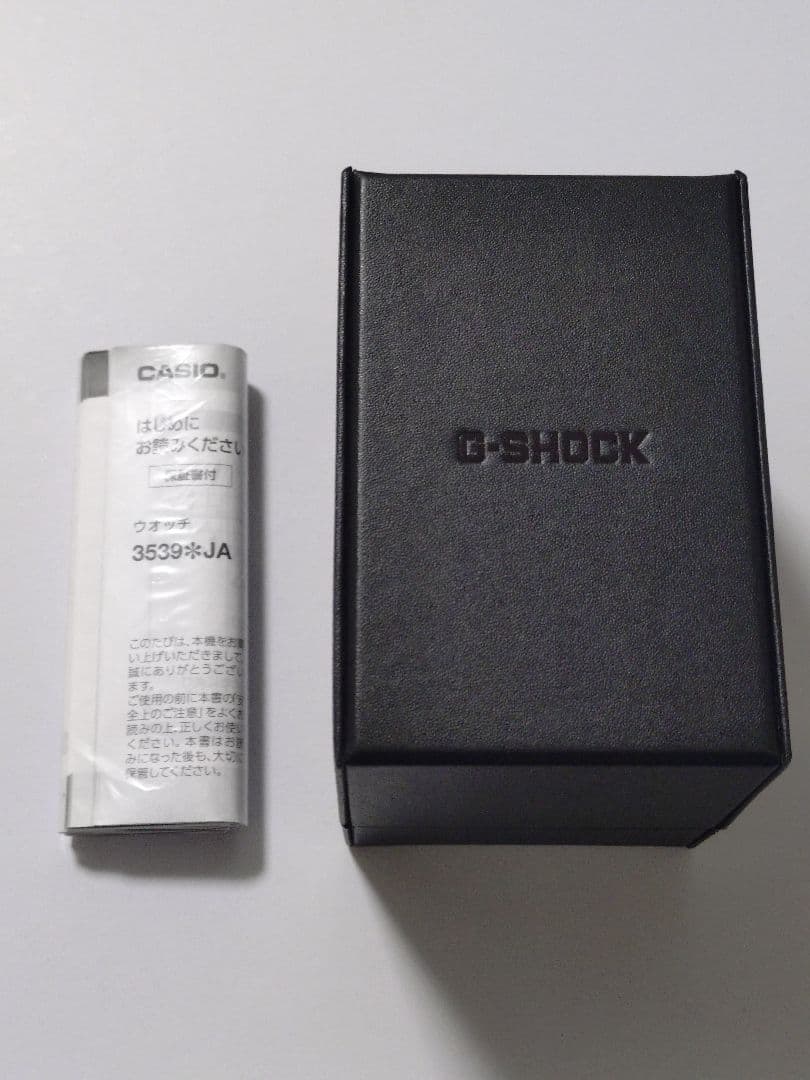 CASIO®
はじめに
お読みください
保証書付
ウオッチ
3539✻JA
このたびは、本機をお買
い上げいただきまして、
誠にありがとうござい
ます。
ご使用の前に本書の「安
全上のご注意」をよくお
読みの上、正しくお使い
ください。本書はお読
みになった後も、大切に
保管してください。
G-SHOCK